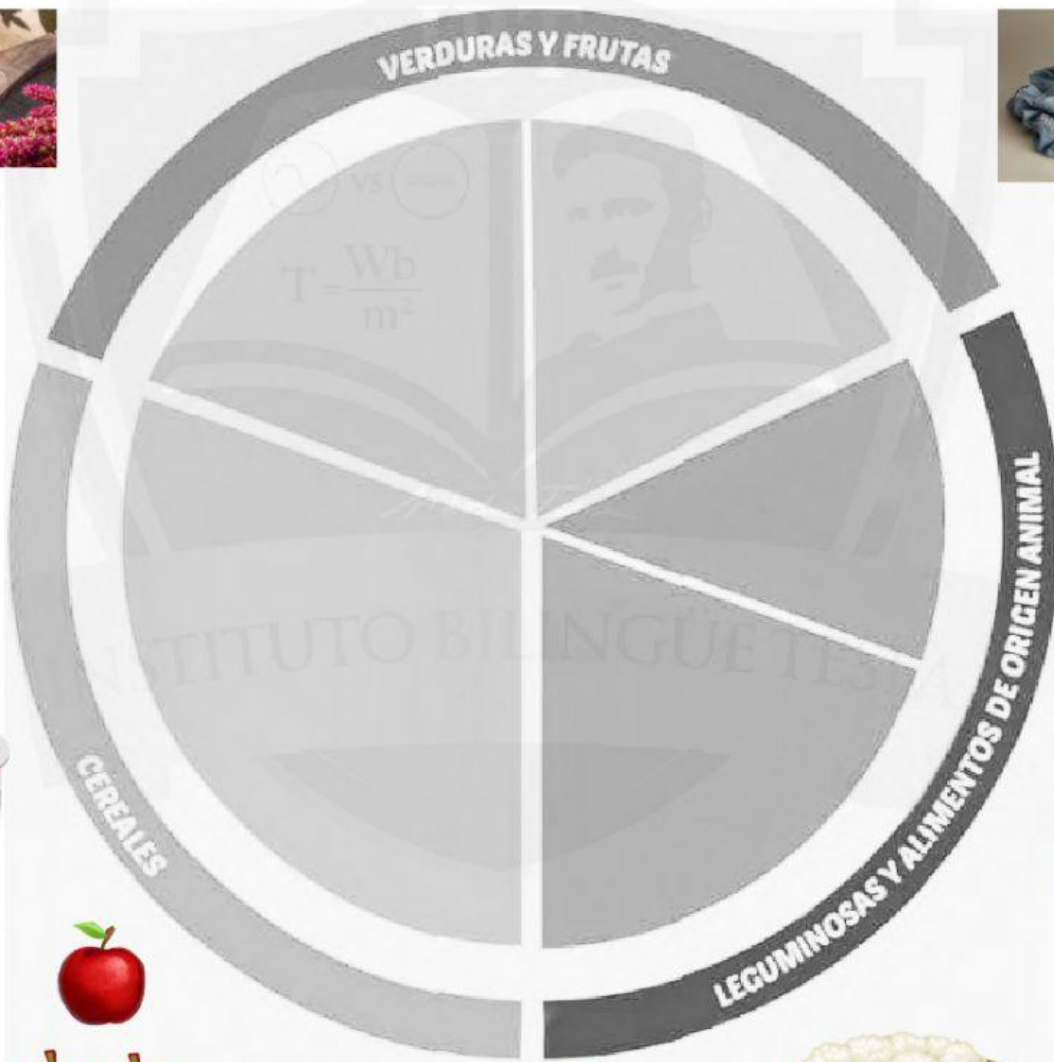 VERDURAS Y FRUTAS
vs
T = Wb
m²
INSTITUTO BILINGÜE TESLA
LEGUMINOSAS Y ALIMENTOS DE ORIGEN ANIMAL
CEREALES